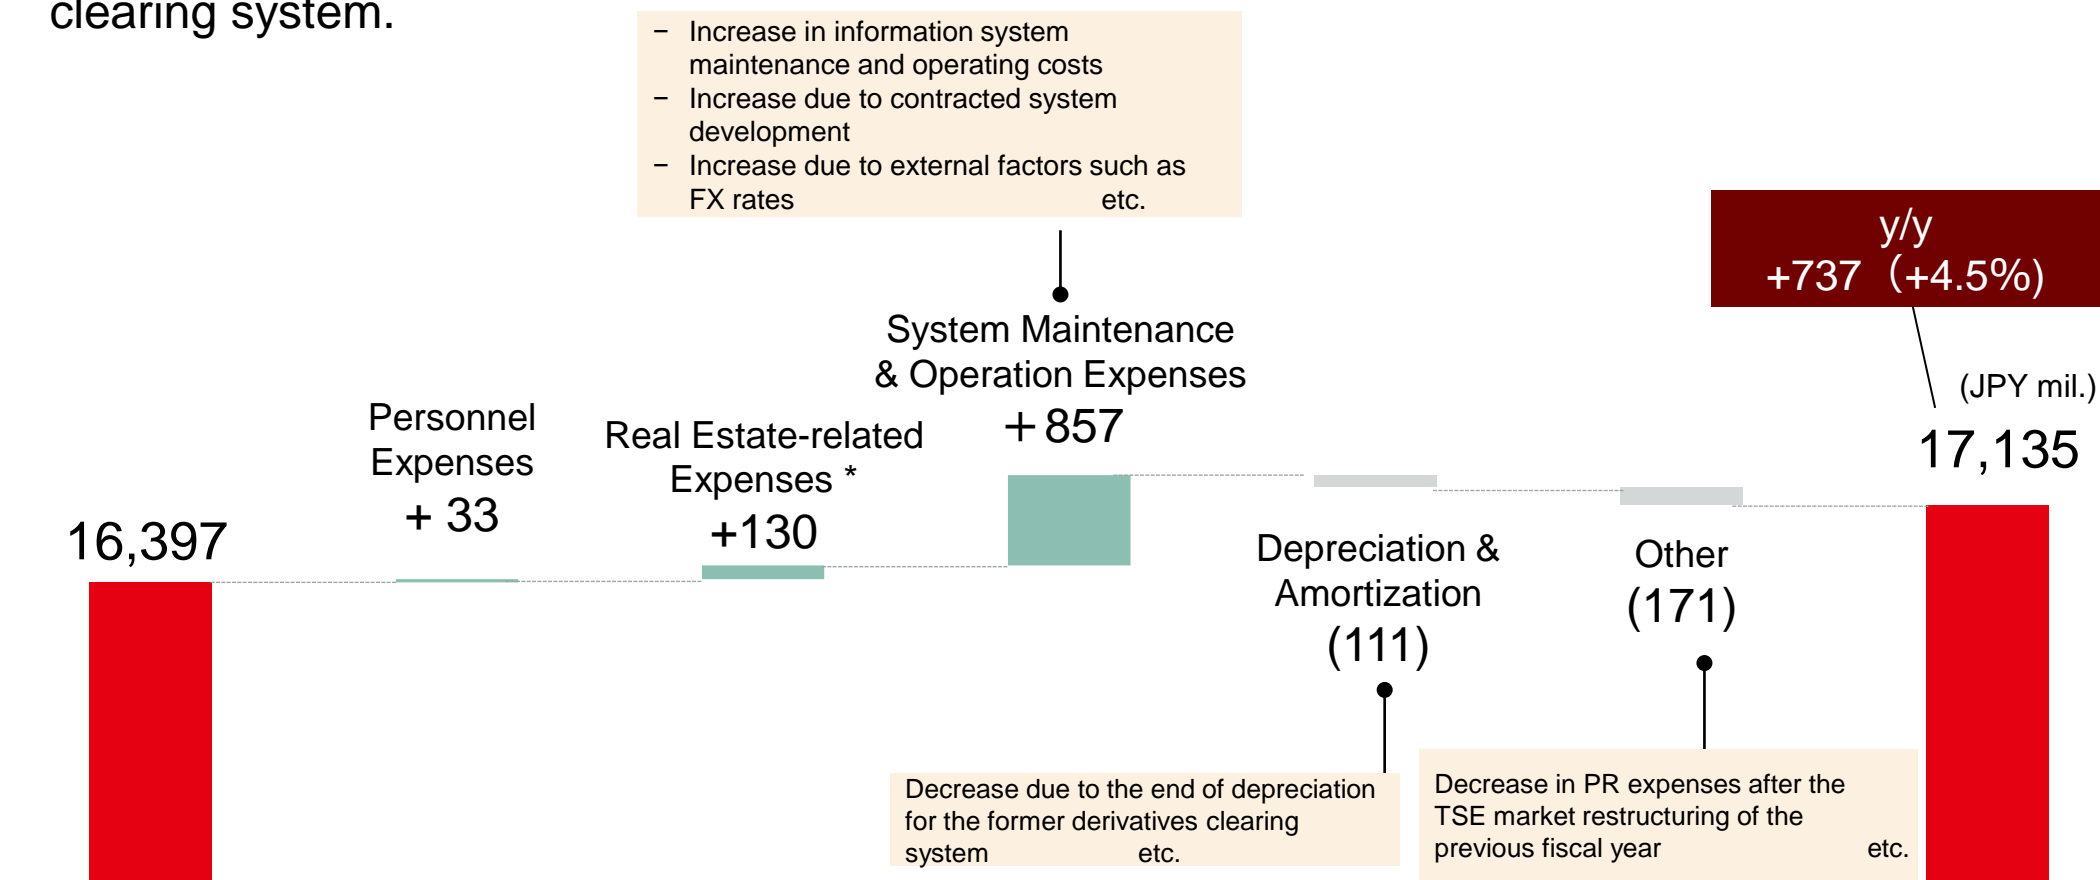 clearing system.
− Increase in information system
maintenance and operating costs
− Increase due to contracted system
development
− Increase due to external factors such as
FX rates etc.
y/y
+737（+4.5%)
System Maintenance
& Operation Expenses
＋857
(JPY mil.)
17,135
Personnel
Expenses
+ 33
Real Estate-related
Expenses *
+130
16,397
Depreciation &
Amortization
(111)
Other
(171)
Decrease due to the end of depreciation
for the former derivatives clearing
system etc.
Decrease in PR expenses after the
TSE market restructuring of the
previous fiscal year etc.